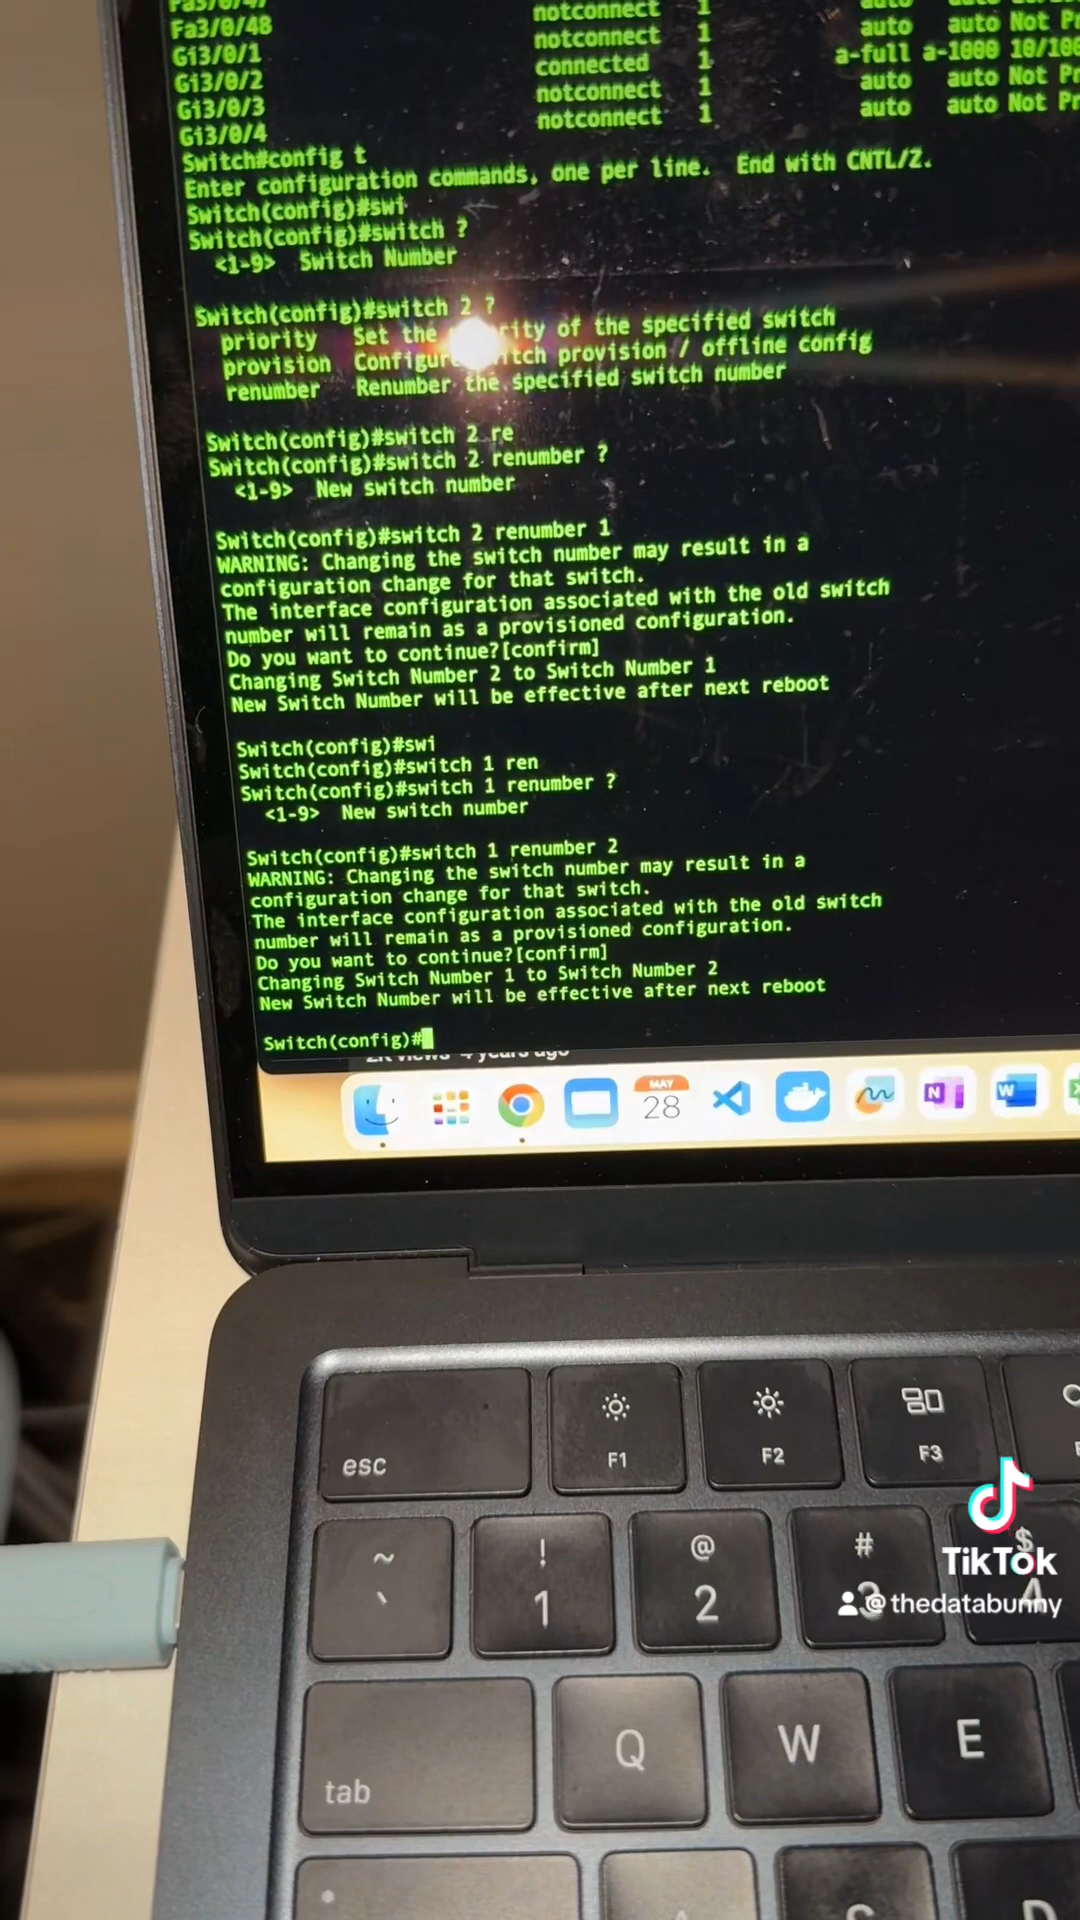 Fa3/0/47
Fa3/0/48 notconnect 1 auto
Gi3/0/1 notconnect 1 auto auto Not
Gi3/0/2 connected 1 a-full a-1000
Gi3/0/3 notconnect 1 auto auto Not
Gi3/0/4 notconnect 1 auto auto Not
Switch#config t
Enter configuration commands, one per line. End with CNTL/Z.
Switch(config)#swi
Switch(config)#switch ?
<1-9> Switch Number
Switch(config)#switch 2 ?
priority Set the of the specified switch
provision provision / offline config
renumber Renumber the specified switch number
Switch(config)#switch 2 re
Switch(config)#switch 2 renumber ?
<1-9> New switch number
Switch(config)#switch 2 renumber 1
WARNING: Changing the switch number may result in a
configuration change for that switch.
The interface configuration associated with the old switch
number will remain as a provisioned configuration.
Do you want to continue?[confirm]
Changing Switch Number 2 to Switch Number 1
New Switch Number will be effective after next reboot
Switch(config)#swi
Switch(config)#switch 1 ren
Switch(config)#switch 1 renumber ?
<1-9> New switch number
Switch(config)#switch 1 renumber 2
WARNING: Changing the switch number may result in a
configuration change for that switch.
The interface configuration associated with the old switch
number will remain as a provisioned configuration.
Do you want to continue?[confirm]
Changing Switch Number 1 to Switch Number 2
New Switch Number will be effective after next reboot
Switch(config)#
2K views 4 years ago
MAY
28
N
W
esc F1 F2 F3
~ ! @ # $
` 1 2 3 4
TikTok
@thedatabunny
tab Q W E